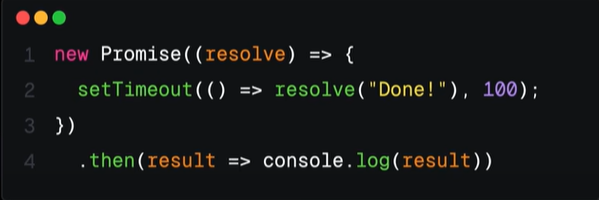 1 new Promise((resolve) => {
2   setTimeout(() => resolve("Done!"), 100);
3 })
4   .then(result => console.log(result))